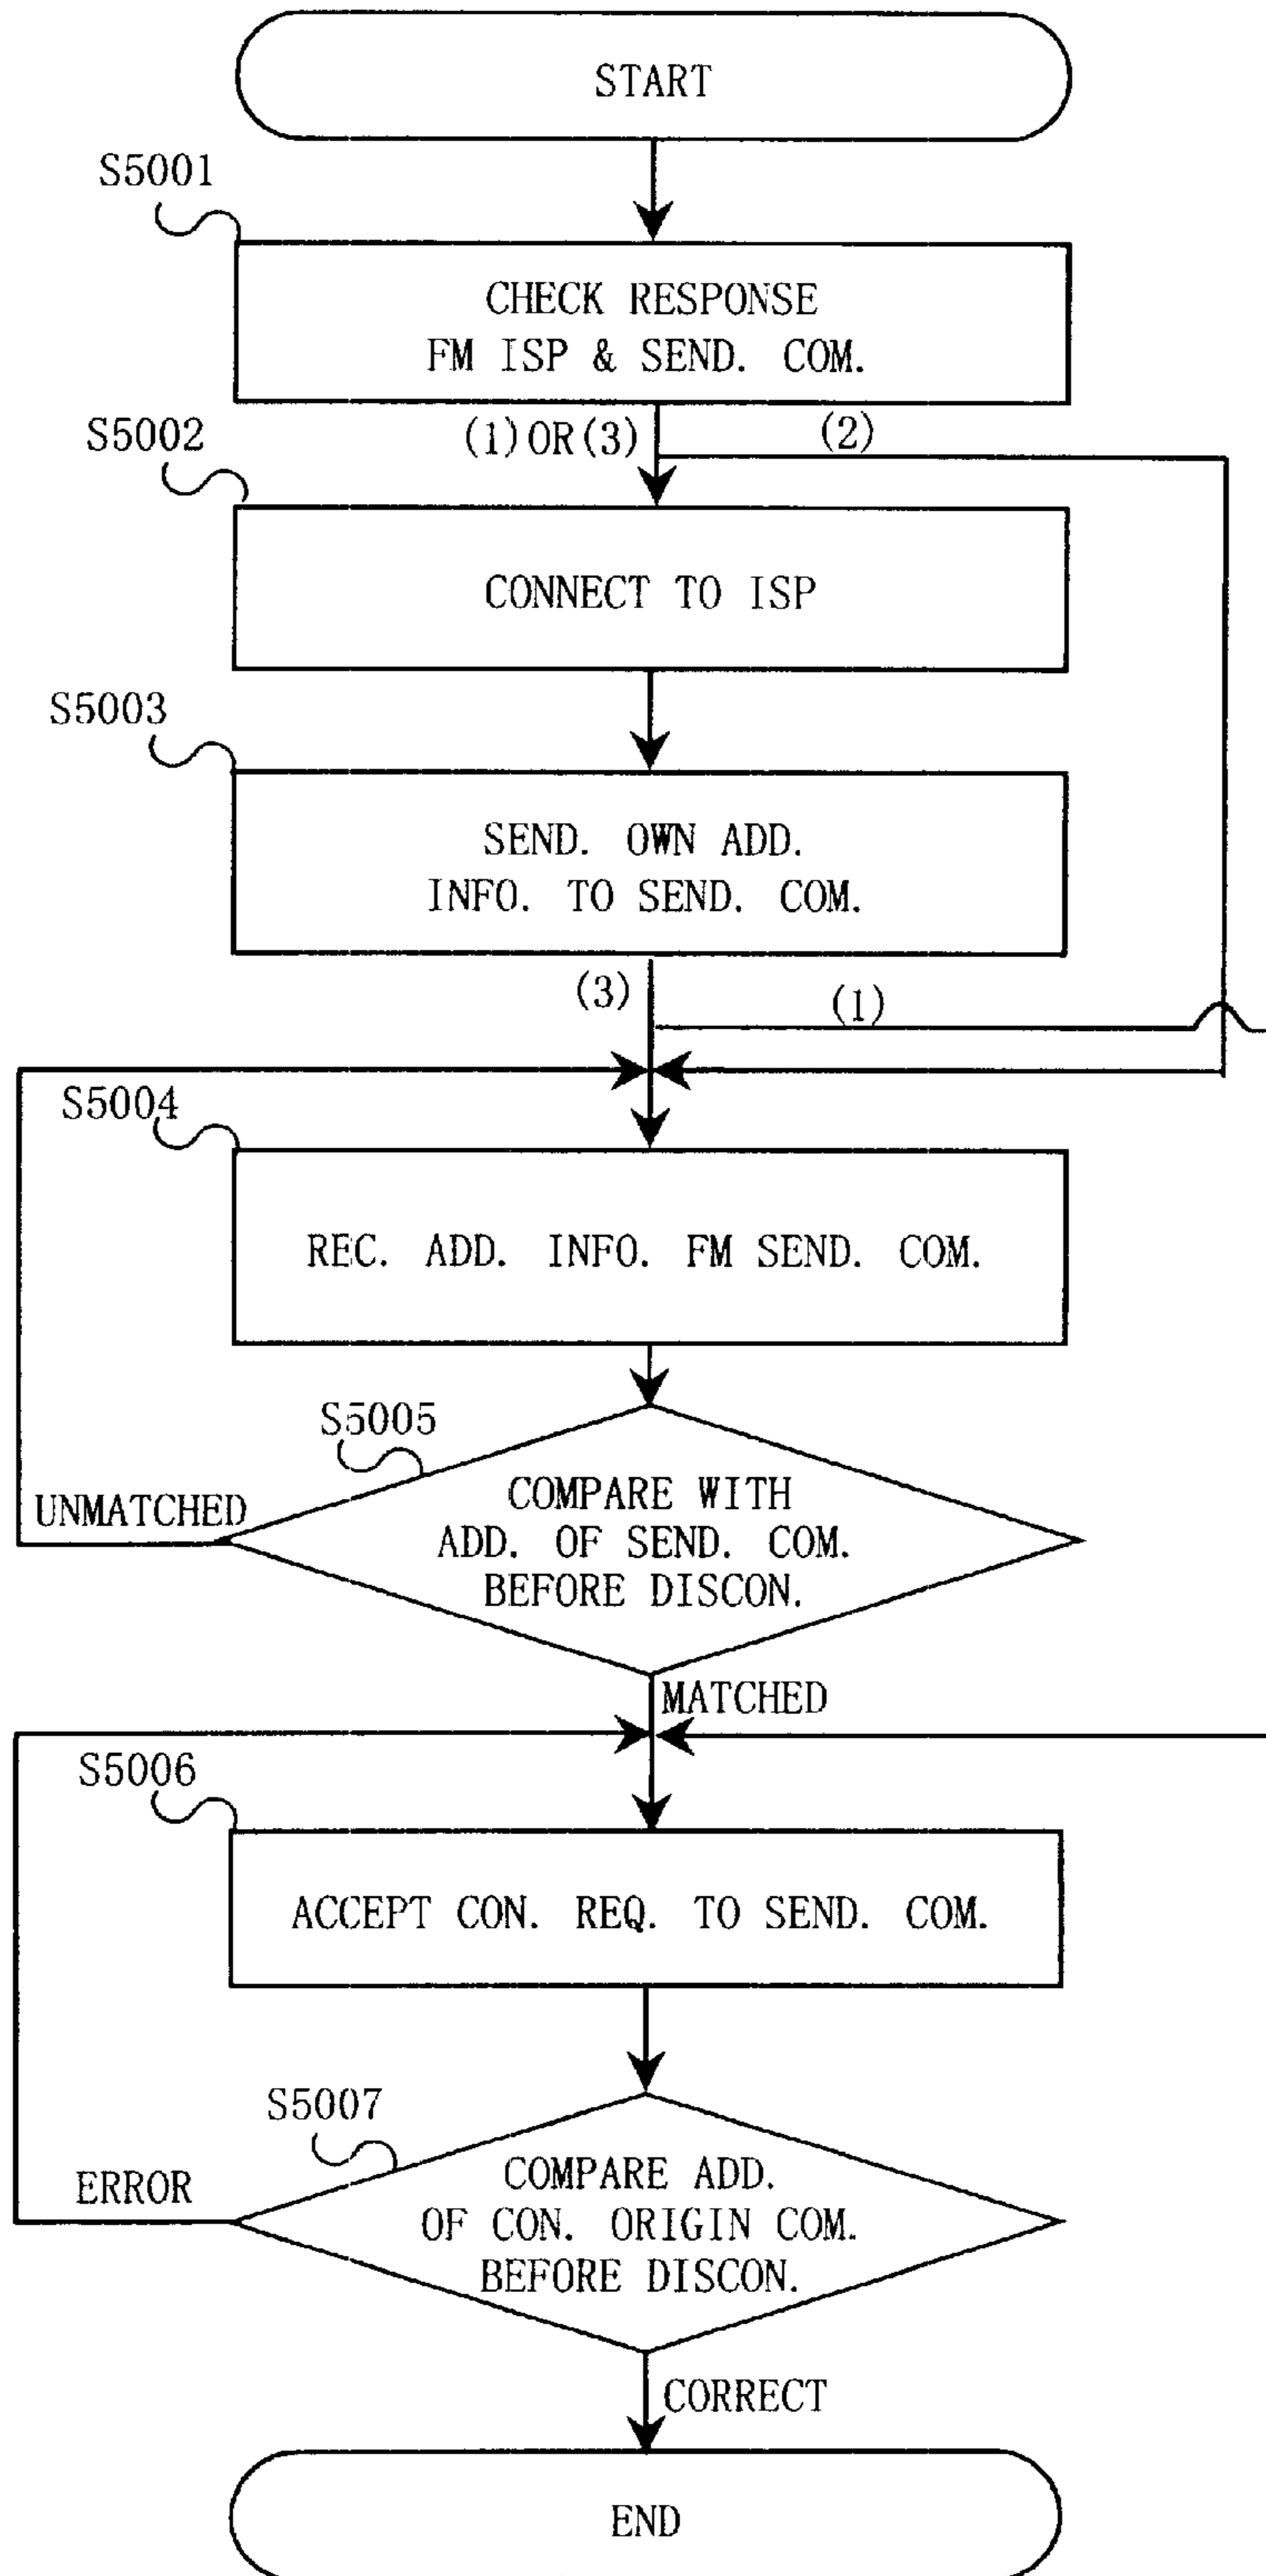 START
S5001
CHECK RESPONSE
FM ISP & SEND. COM.
(1)OR(3)
(2)
S5002
CONNECT TO ISP
S5003
SEND. OWN ADD.
INFO. TO SEND. COM.
(3)
(1)
S5004
REC. ADD. INFO. FM SEND. COM.
S5005
UNMATCHED
COMPARE WITH
ADD. OF SEND. COM.
BEFORE DISCON.
MATCHED
S5006
ACCEPT CON. REQ. TO SEND. COM.
S5007
ERROR
COMPARE ADD.
OF CON. ORIGIN COM.
BEFORE DISCON.
CORRECT
END